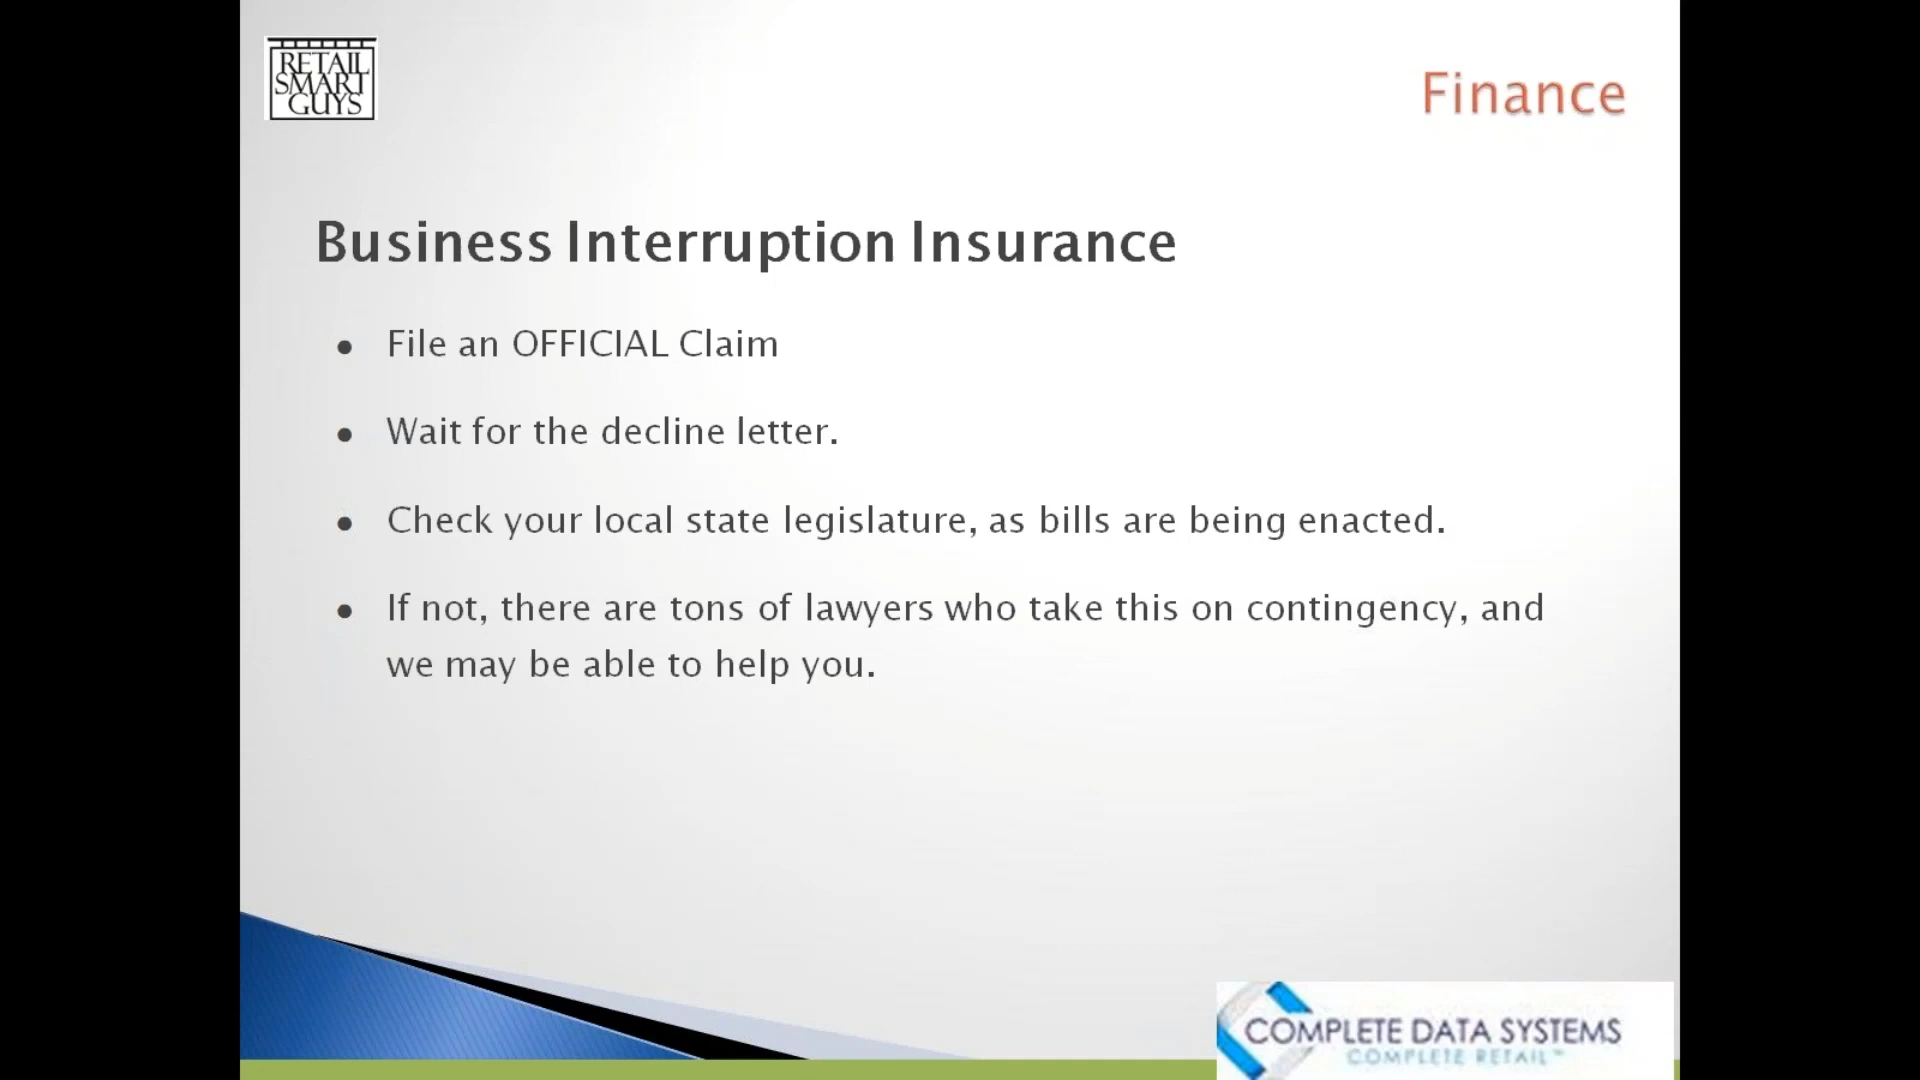 RETAIL
SMART
GUYS
Finance
Business Interruption Insurance
• File an OFFICIAL Claim
• Wait for the decline letter.
• Check your local state legislature, as bills are being enacted.
• If not, there are tons of lawyers who take this on contingency, and
we may be able to help you.
COMPLETE DATA SYSTEMS
COMPLETE RETAIL™